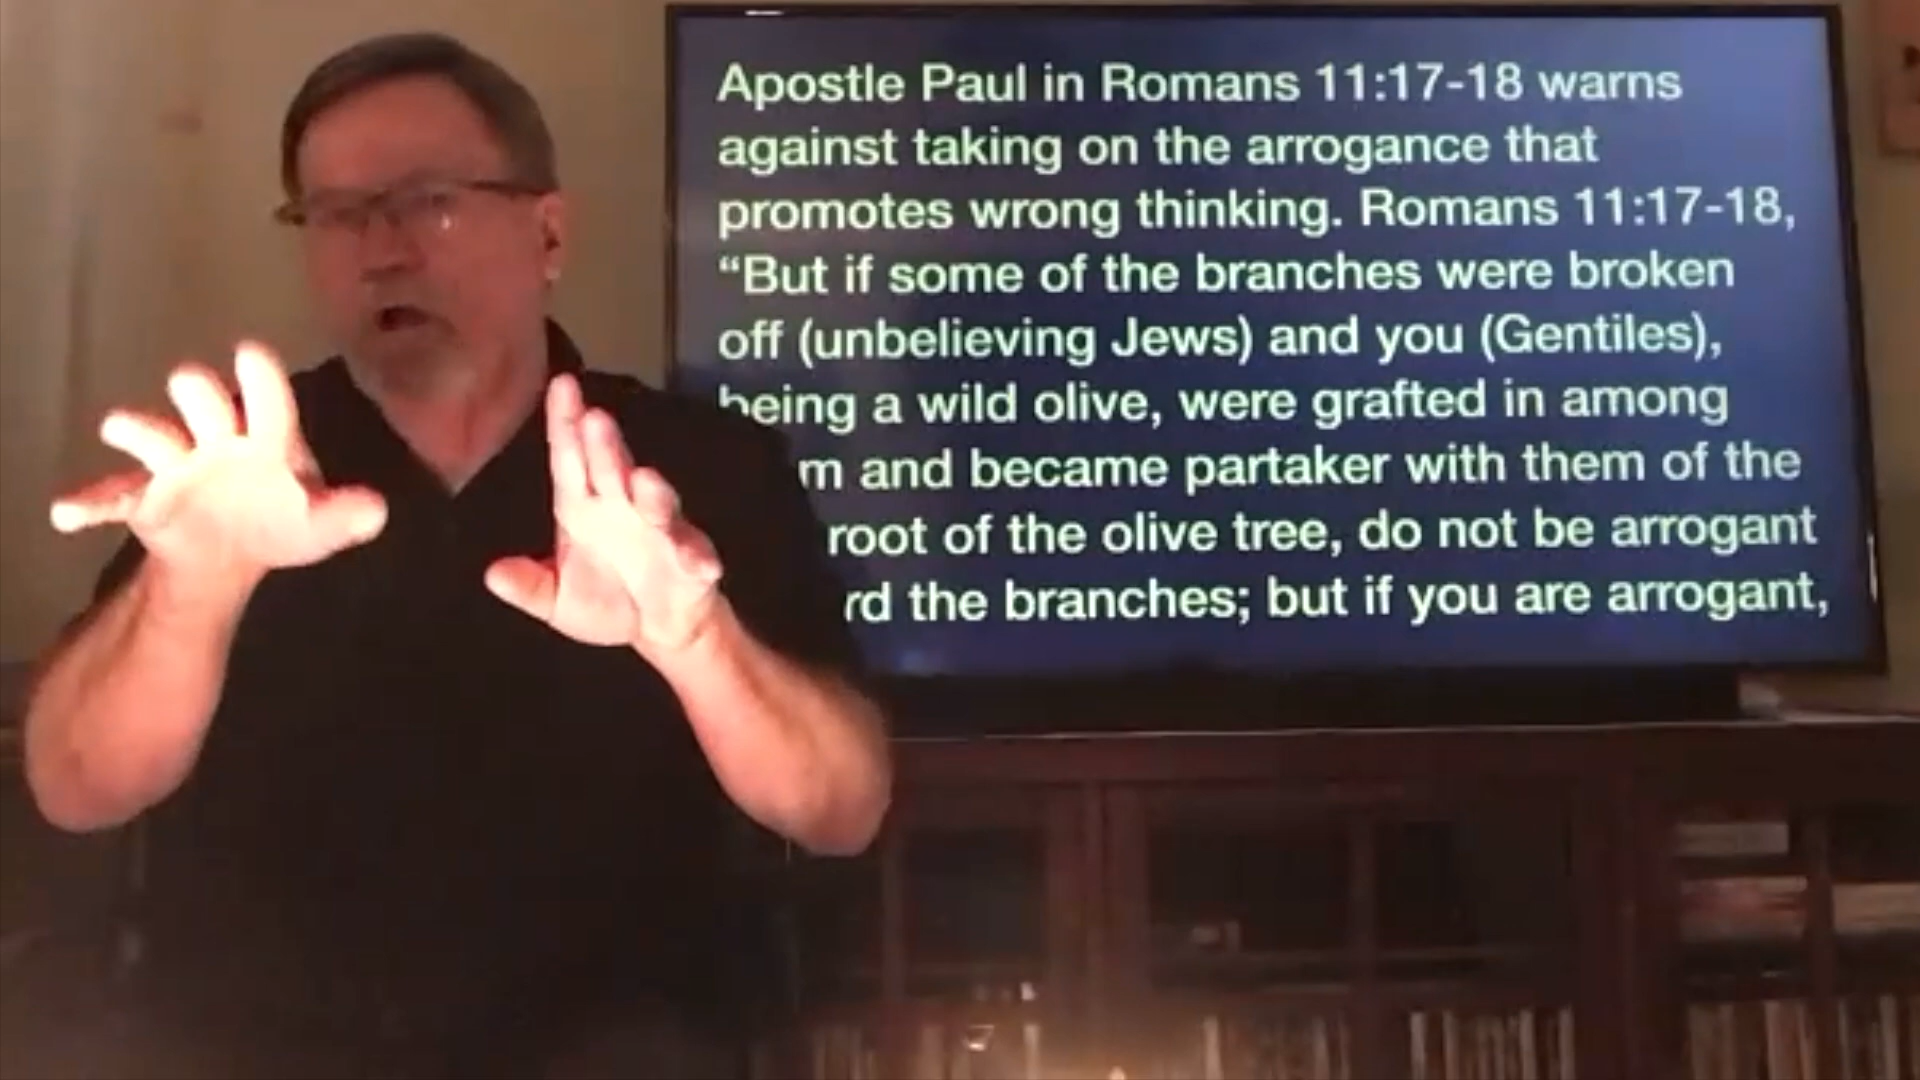 Apostle Paul in Romans 11:17-18 warns
against taking on the arrogance that
promotes wrong thinking. Romans 11:17-18,
“But if some of the branches were broken
off (unbelieving Jews) and you (Gentiles),
being a wild olive, were grafted in among
m and became partaker with them of the
root of the olive tree, do not be arrogant
rd the branches; but if you are arrogant,